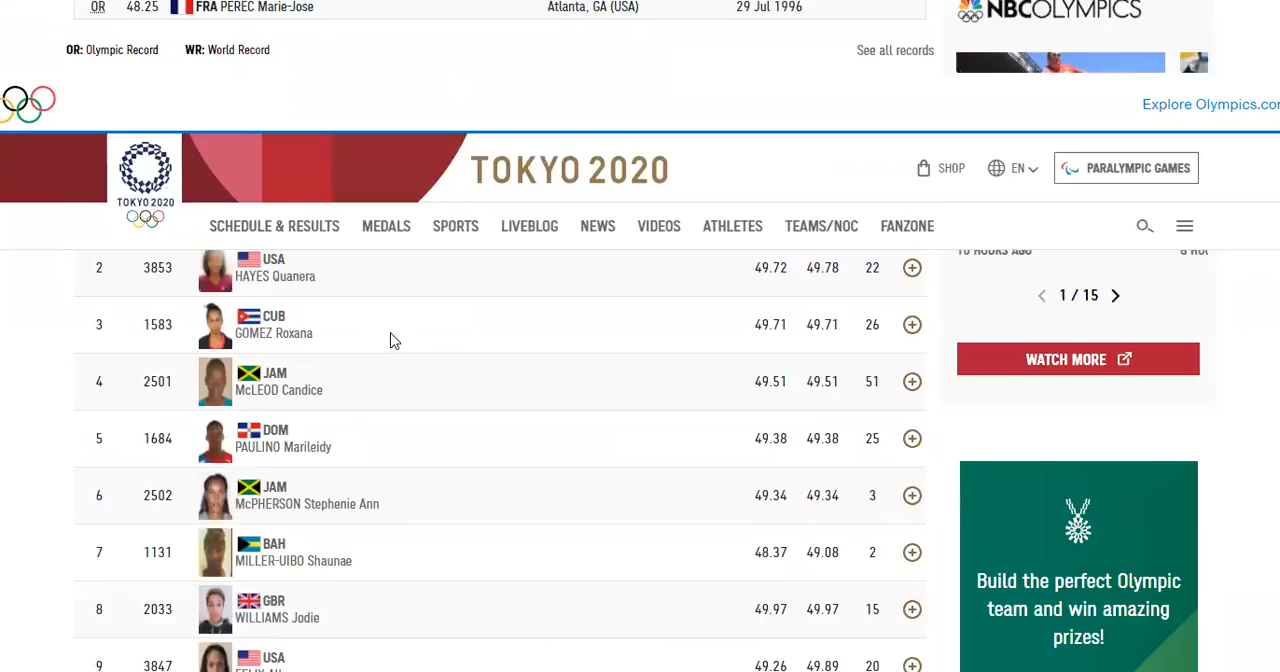 OR 48.25 FRA PEREC Marie-Jose Atlanta, GA (USA) 29 Jul 1996
NBCOLYMPICS
OR: Olympic Record WR: World Record See all records
Explore Olympics.co
TOKYO 2020
TOKYO 2020
SHOP EN PARALYMPIC GAMES
SCHEDULE & RESULTS MEDALS SPORTS LIVEBLOG NEWS VIDEOS ATHLETES TEAMS/NOC FANZONE
2 3853 USA HAYES Quanera 49.72 49.78 22
10 HOURS AGO
1 / 15
3 1583 CUB GOMEZ Roxana 49.71 49.71 26
WATCH MORE
4 2501 JAM McLEOD Candice 49.51 49.51 51
5 1684 DOM PAULINO Marileidy 49.38 49.38 25
6 2502 JAM McPHERSON Stephenie Ann 49.34 49.34 3
7 1131 BAH MILLER-UIBO Shaunae 48.37 49.08 2
8 2033 GBR WILLIAMS Jodie 49.97 49.97 15
9 3847 USA 49.26 49.89 20
Build the perfect Olympic
team and win amazing
prizes!